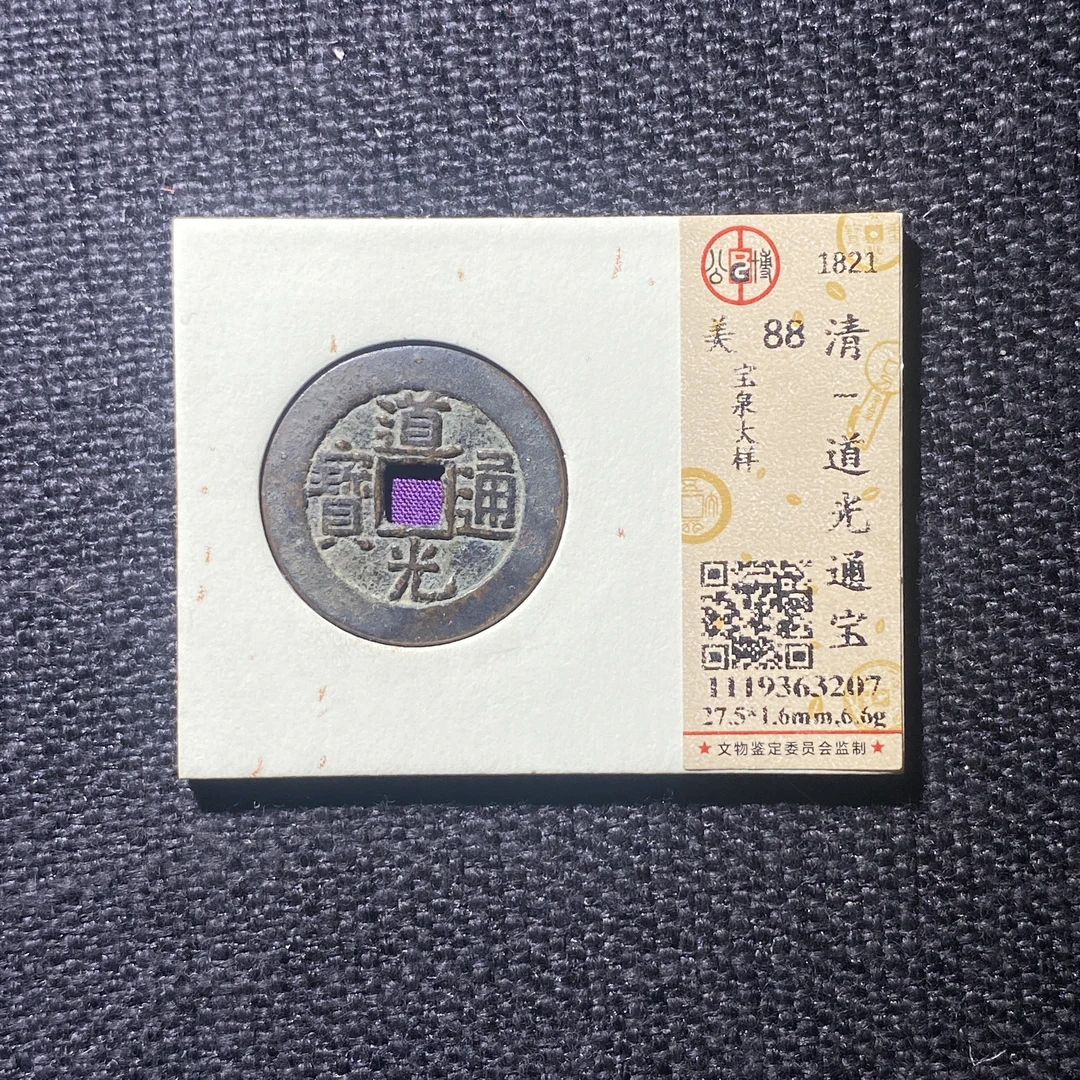 道光通寶
公博
G
1821
美 88
宝泉大样
清一道光通宝
1119363207
27.5*1.6mm,6.6g
★文物鉴定委员会监制★